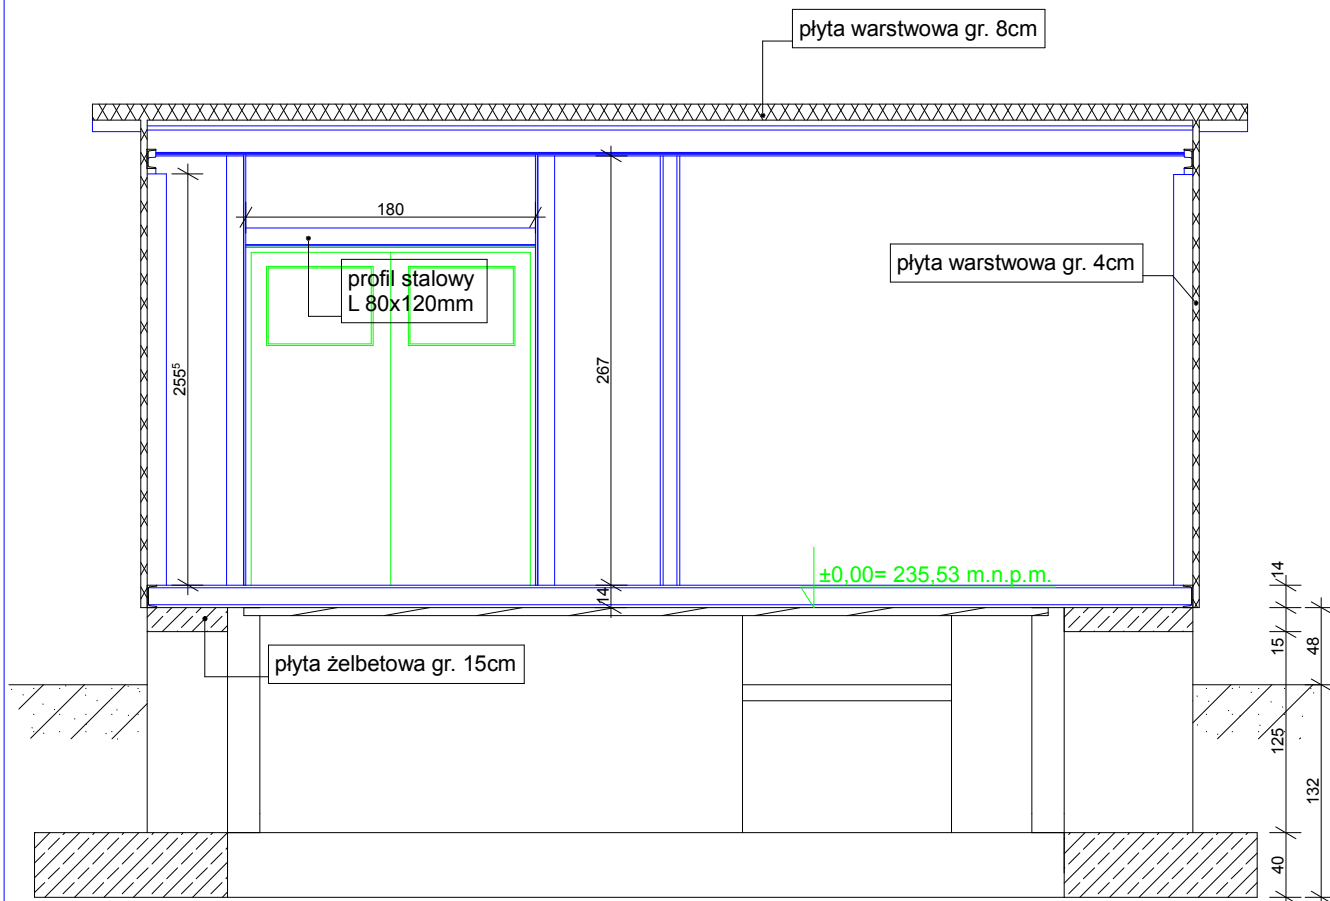 płyta warstwowa gr. 8cm
180
płyta warstwowa gr. 4cm
profil stalowy
L 80x120mm
255⁵
267
±0,00= 235,53 m.n.p.m.
14
14
15
48
płyta żelbetowa gr. 15cm
125
132
40